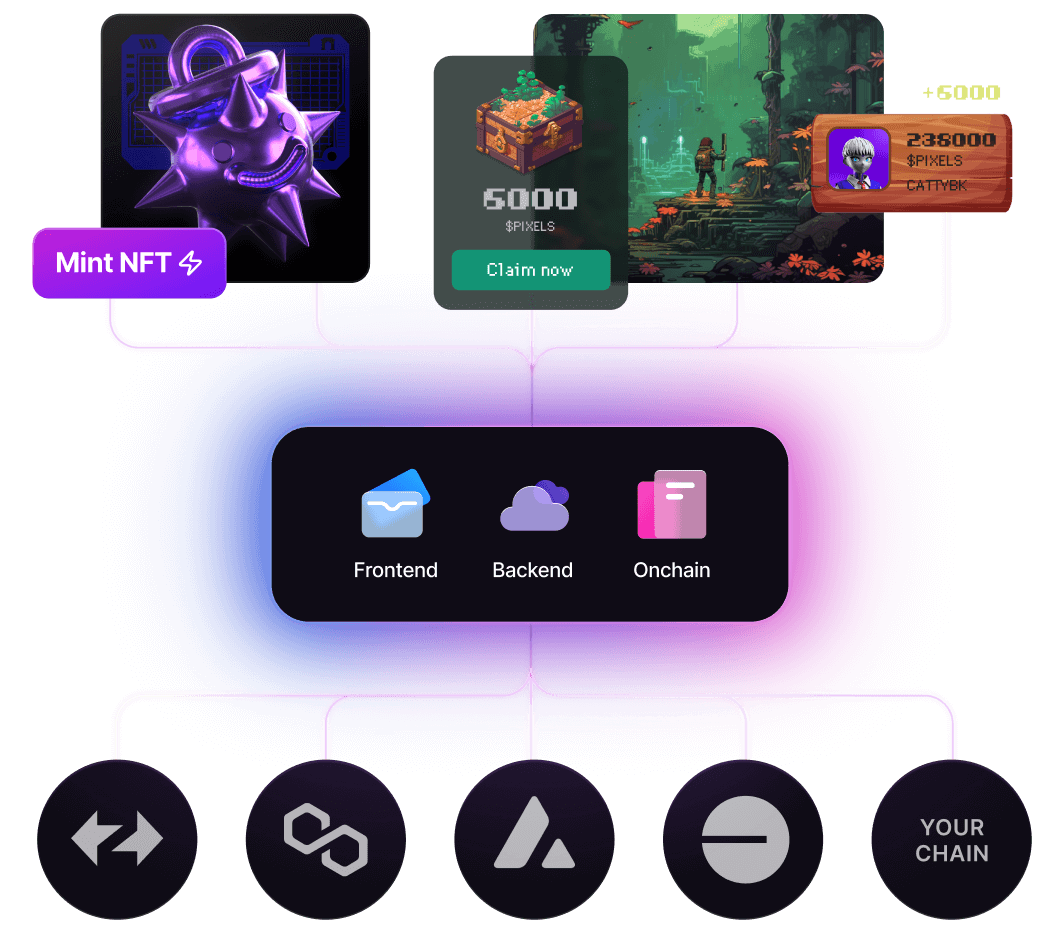 Mint NFT
6000
$PIXELS
Claim now
+6000
238000
$PIXELS
CATTYBK
Frontend
Backend
Onchain
YOUR
CHAIN